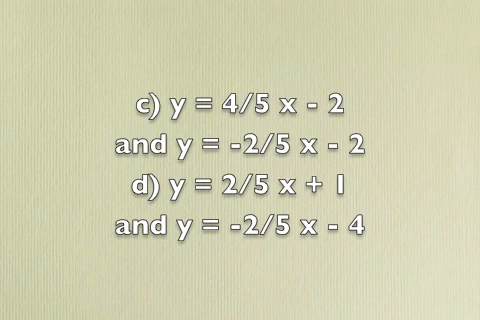 c) y = 4/5 x - 2
and y = -2/5 x - 2
d) y = 2/5 x + 1
and y = -2/5 x - 4